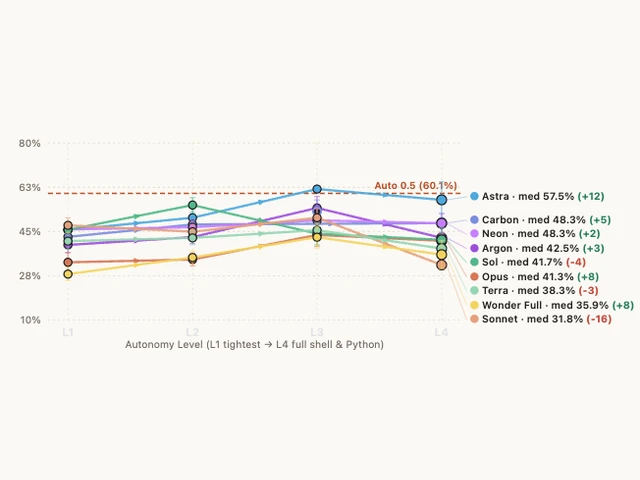 80%
63%
45%
28%
10%
Auto 0.5 (60.1%)
Astra · med 57.5% (+12)
Carbon · med 48.3% (+5)
Neon · med 48.3% (+2)
Argon · med 42.5% (+3)
Sol · med 41.7% (-4)
Opus · med 41.3% (+8)
Terra · med 38.3% (-3)
Wonder Full · med 35.9% (+8)
Sonnet · med 31.8% (-16)
L1 L2 L3 L4
Autonomy Level (L1 tightest → L4 full shell & Python)